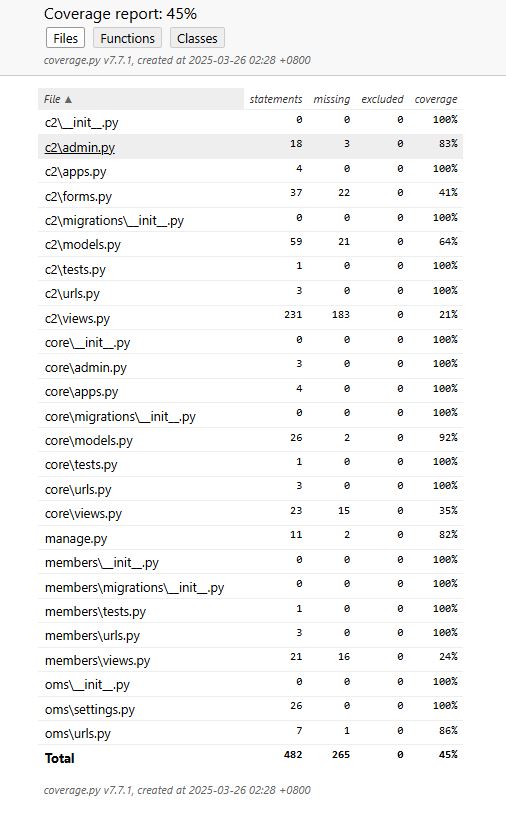 Coverage report: 45%
Files Functions Classes
coverage.py v7.7.1, created at 2025-03-26 02:28 +0800
File ▲ statements missing excluded coverage
c2\__init__.py 0 0 0 100%
c2\admin.py 18 3 0 83%
c2\apps.py 4 0 0 100%
c2\forms.py 37 22 0 41%
c2\migrations\__init__.py 0 0 0 100%
c2\models.py 59 21 0 64%
c2\tests.py 1 0 0 100%
c2\urls.py 3 0 0 100%
c2\views.py 231 183 0 21%
core\__init__.py 0 0 0 100%
core\admin.py 3 0 0 100%
core\apps.py 4 0 0 100%
core\migrations\__init__.py 0 0 0 100%
core\models.py 26 2 0 92%
core\tests.py 1 0 0 100%
core\urls.py 3 0 0 100%
core\views.py 23 15 0 35%
manage.py 11 2 0 82%
members\__init__.py 0 0 0 100%
members\migrations\__init__.py 0 0 0 100%
members\tests.py 1 0 0 100%
members\urls.py 3 0 0 100%
members\views.py 21 16 0 24%
oms\__init__.py 0 0 0 100%
oms\settings.py 26 0 0 100%
oms\urls.py 7 1 0 86%
Total 482 265 0 45%
coverage.py v7.7.1, created at 2025-03-26 02:28 +0800